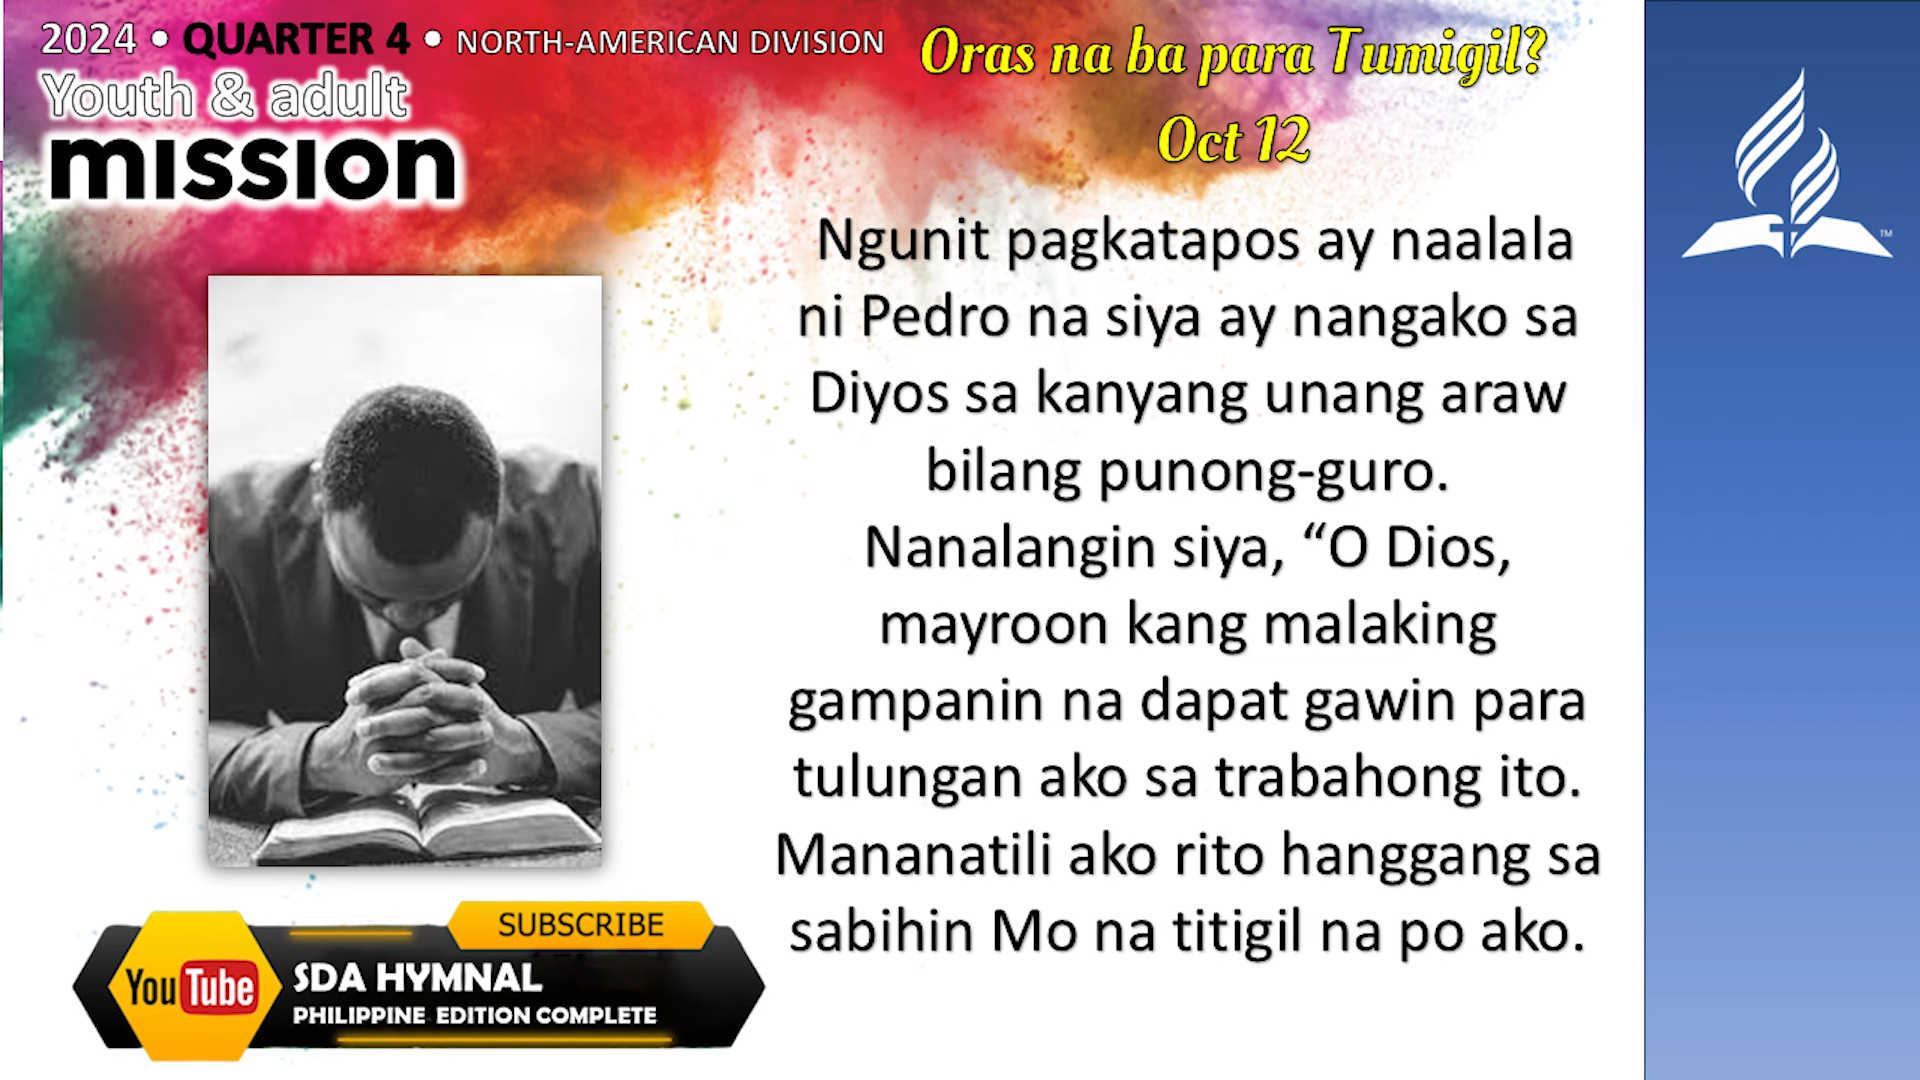 2024 • QUARTER 4 • NORTH-AMERICAN DIVISION
Youth & adult
mission
Oras na ba para Tumigil?
Oct 12
Ngunit pagkatapos ay naalala
ni Pedro na siya ay nangako sa
Diyos sa kanyang unang araw
bilang punong-guro.
Nanalangin siya, “O Dios,
mayroon kang malaking
gampanin na dapat gawin para
tulungan ako sa trabahong ito.
Mananatili ako rito hanggang sa
sabihin Mo na titigil na po ako.
SUBSCRIBE
YouTube
SDA HYMNAL
PHILIPPINE EDITION COMPLETE
TM